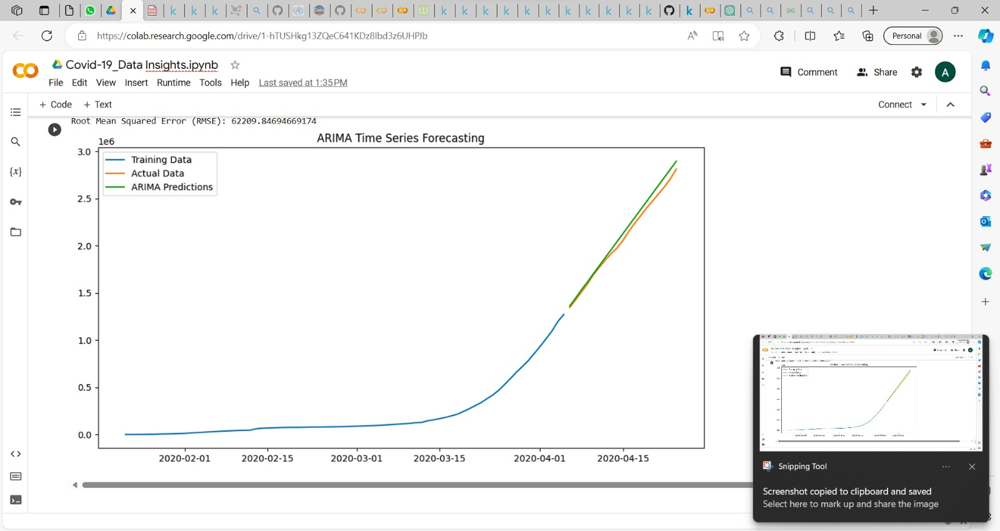 https://colab.research.google.com/drive/1-hTUSHkg13ZQeC641KDz8Ibd3z6UHPJb
Personal
Covid-19_Data Insights.ipynb
Comment
Share
A
File Edit View Insert Runtime Tools Help Last saved at 1:35 PM
+ Code + Text
Connect
Root Mean Squared Error (RMSE): 62209.84694669174
ARIMA Time Series Forecasting
1e6
3.0
2.5
2.0
1.5
1.0
0.5
0.0
Training Data
Actual Data
ARIMA Predictions
2020-02-01 2020-02-15 2020-03-01 2020-03-15 2020-04-01 2020-04-15
Snipping Tool
Screenshot copied to clipboard and saved
Select here to mark up and share the image